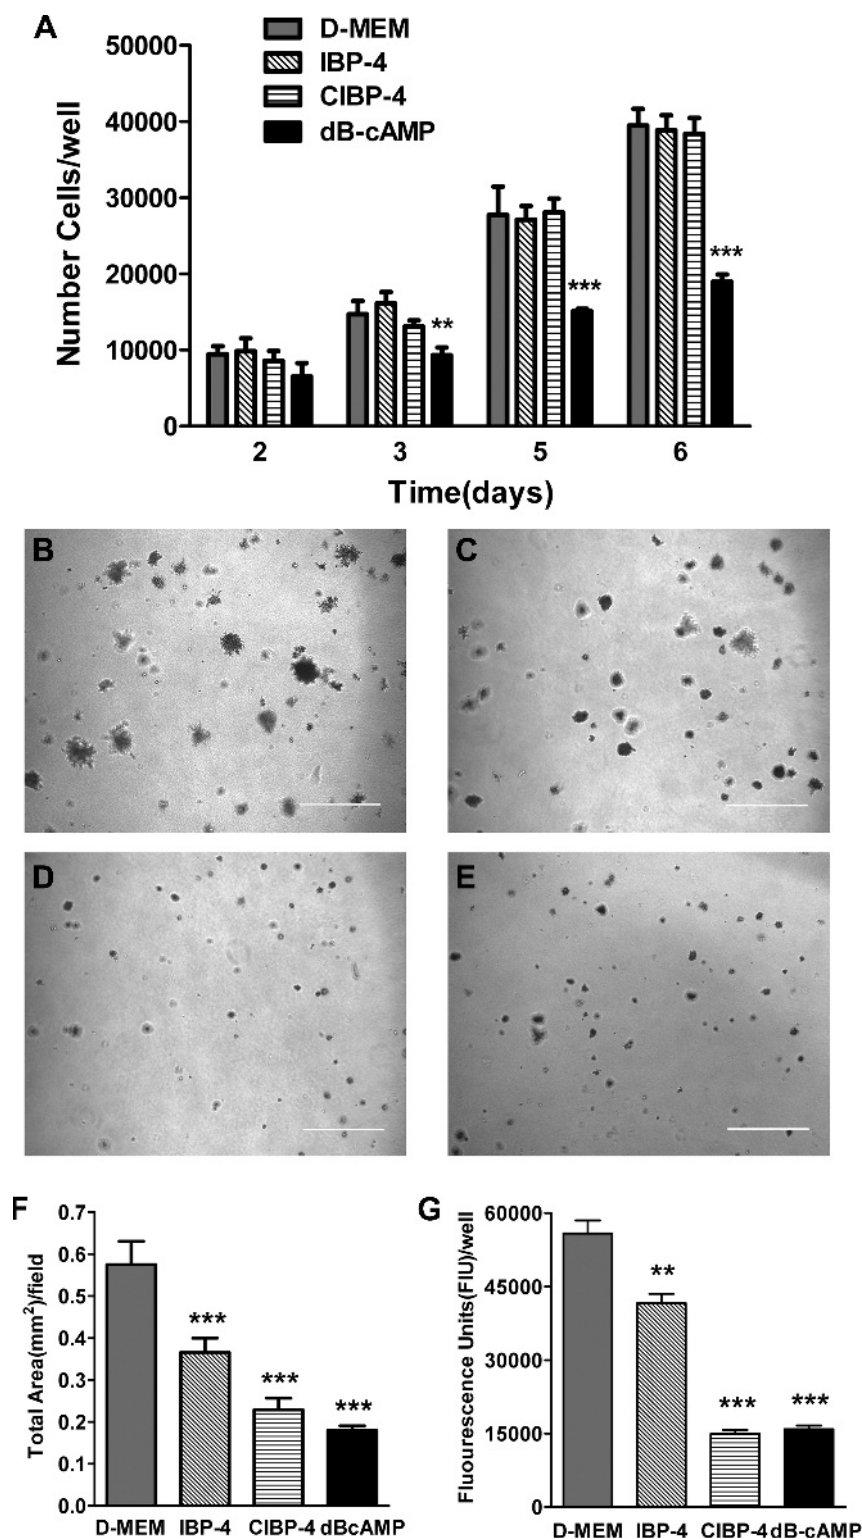 A
D-MEM
IBP-4
CIBP-4
dB-cAMP
Number Cells/well
50000
40000
30000
20000
10000
0
**
***
***
2 3 5 6
Time(days)
B
C
D
E
F
Total Area(mm²)/field
0.7
0.6
0.5
0.4
0.3
0.2
0.1
0.0
***
***
***
D-MEM IBP-4 CIBP-4 dBcAMP
G
Fluourescence Units(FIU)/well
60000
45000
30000
15000
0
**
***
***
D-MEM IBP-4 CIBP-4 dB-cAMP